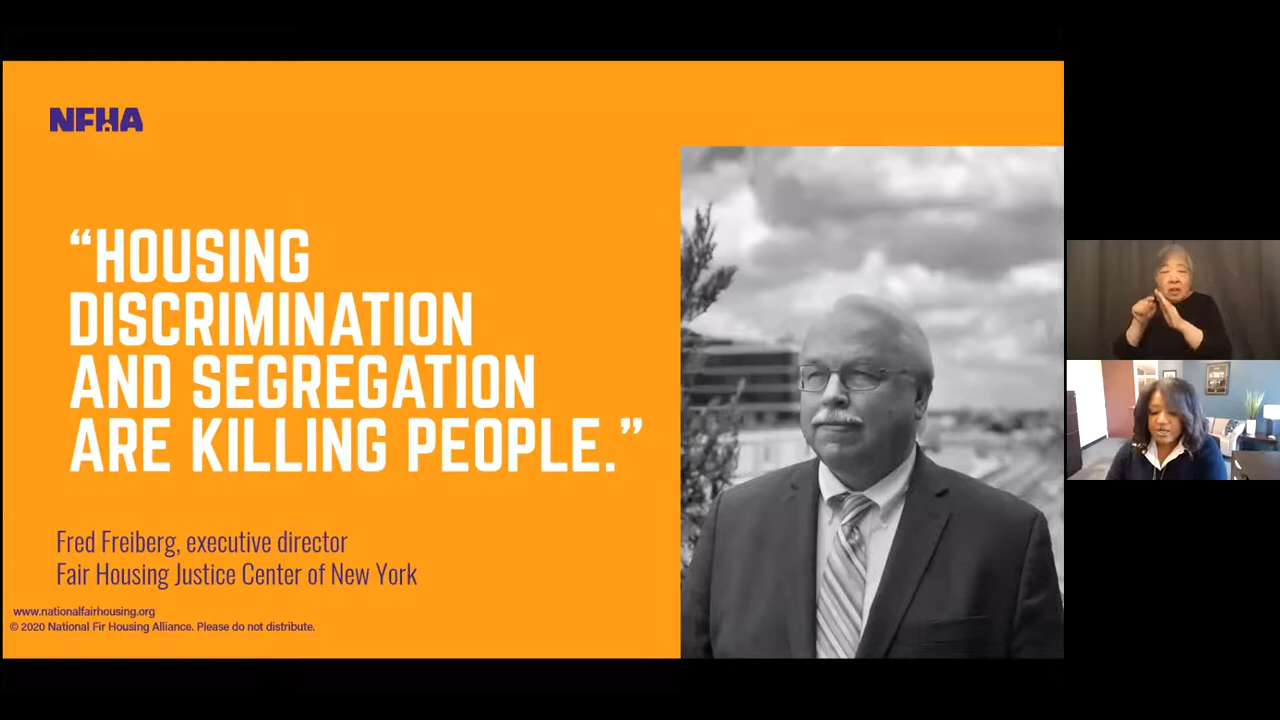 NFHA
“HOUSING
DISCRIMINATION
AND SEGREGATION
ARE KILLING PEOPLE.”
Fred Freiberg, executive director
Fair Housing Justice Center of New York
www.nationalfairhousing.org
© 2020 National Fir Housing Alliance. Please do not distribute.